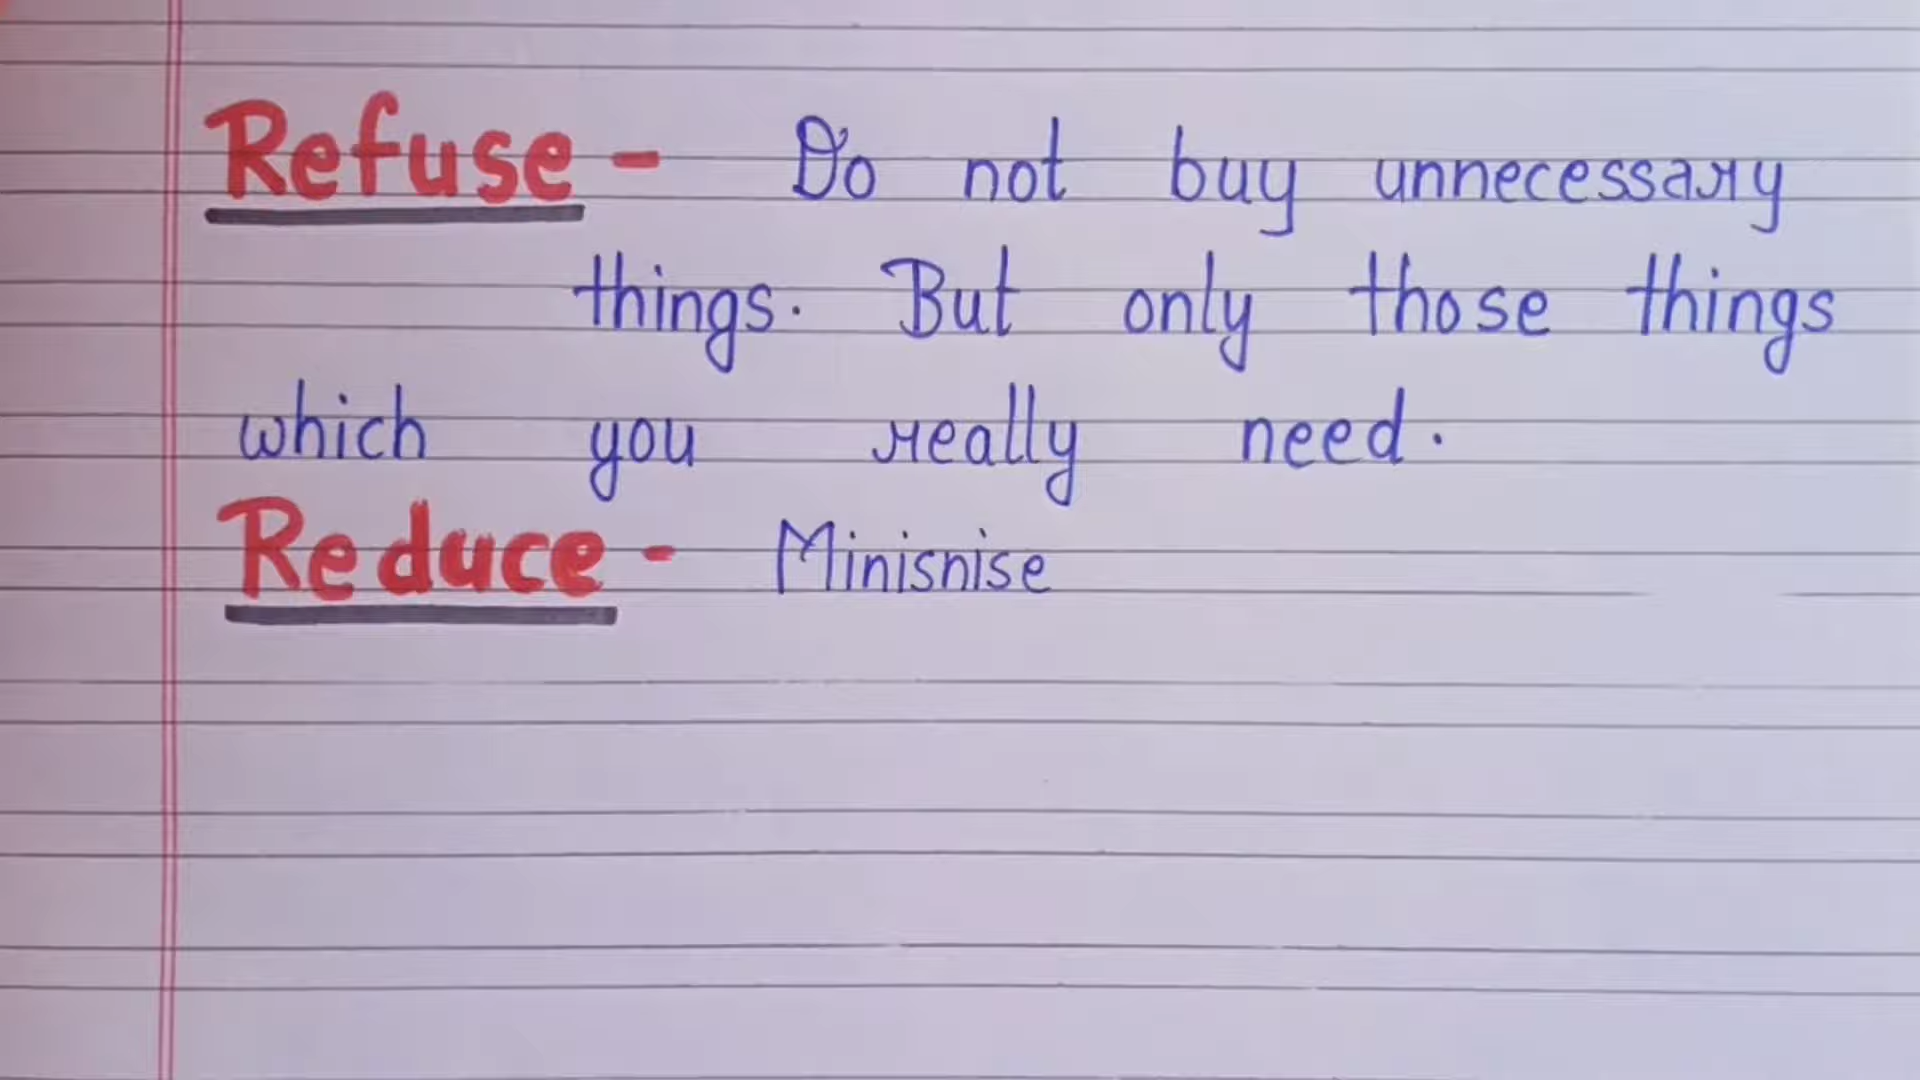 Refuse - Do not buy unnecessary
things. But only those things
which you really need.
Reduce - Minisnise